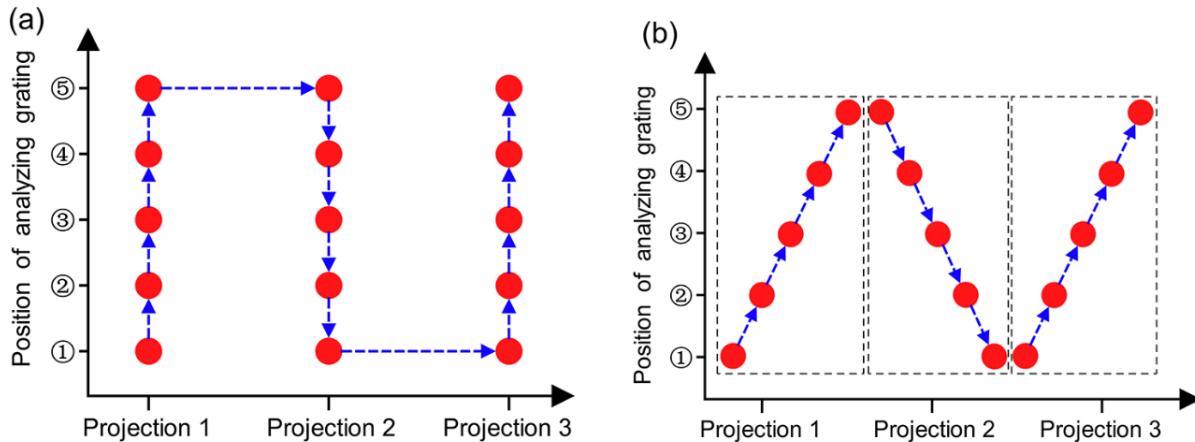 (a)
Position of analyzing grating
⑤
④
③
②
①
Projection 1 Projection 2 Projection 3
(b)
Position of analyzing grating
⑤
④
③
②
①
Projection 1 Projection 2 Projection 3